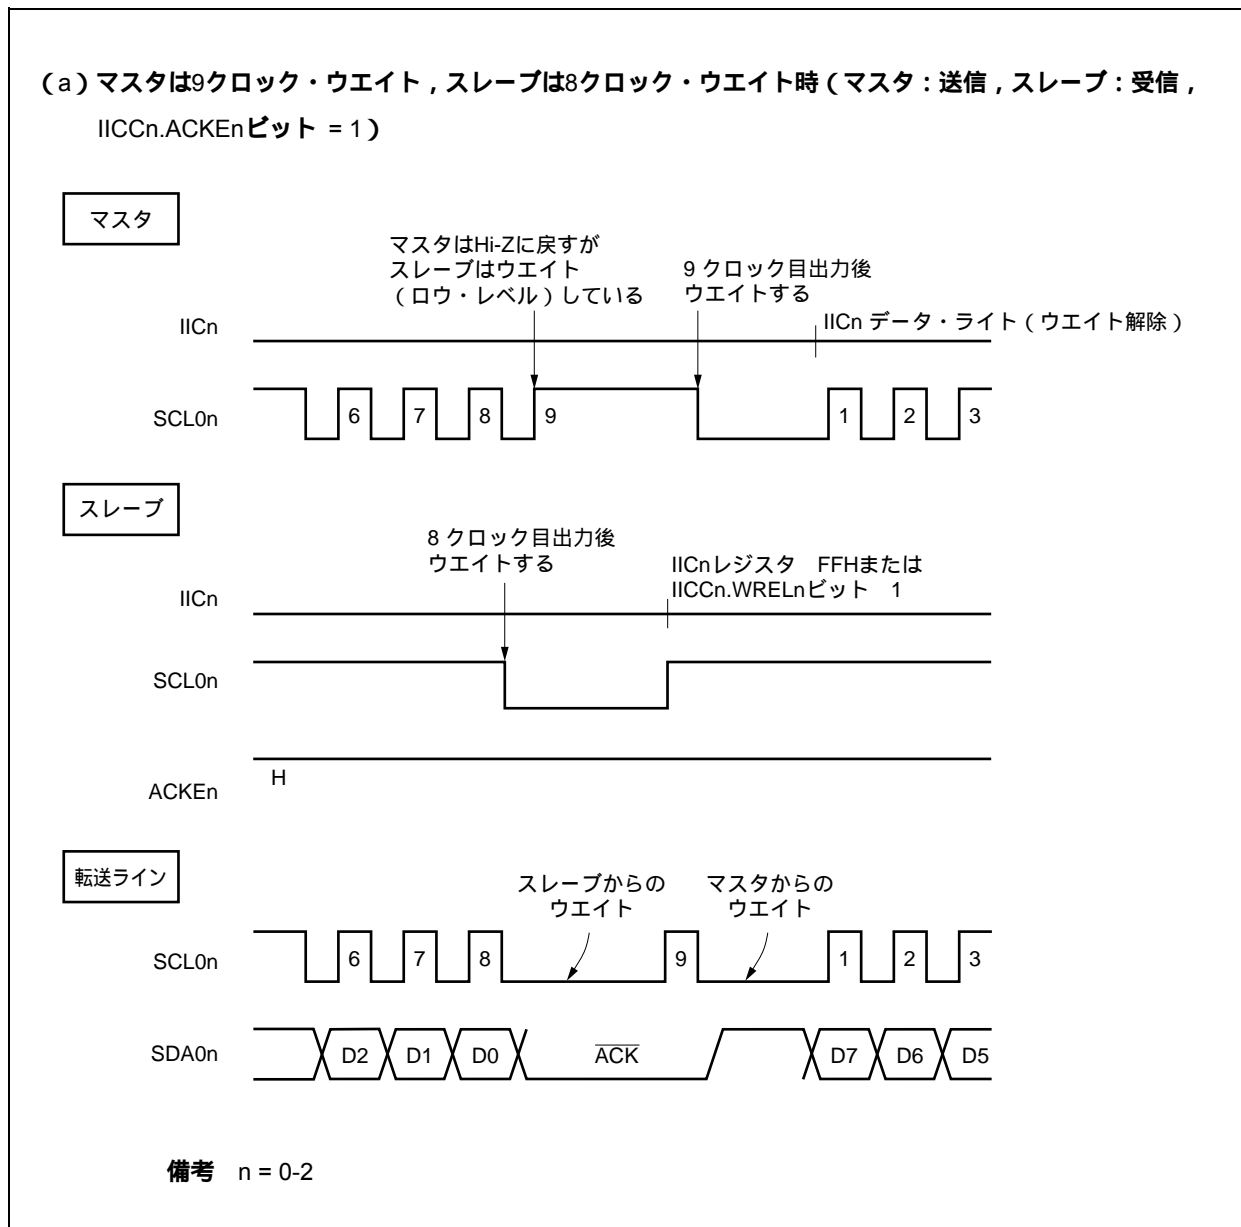 (a)マスタは9クロック・ウエイト,スレーブは8クロック・ウエイト時(マスタ:送信,スレーブ:受信,
IICCn.ACKEnビット = 1)
マスタ
マスタはHi-Zに戻すが
スレーブはウエイト
(ロウ・レベル)している
9 クロック目出力後
ウエイトする
IICn データ・ライト(ウエイト解除)
IICn
SCL0n
6 7 8 9 1 2 3
スレーブ
8 クロック目出力後
ウエイトする
IICnレジスタ FFHまたは
IICCn.WRELnビット 1
IICn
SCL0n
H
ACKEn
転送ライン
スレーブからの
ウエイト
マスタからの
ウエイト
SCL0n
6 7 8 9 1 2 3
SDA0n
D2 D1 D0 ACK D7 D6 D5
備考 n = 0-2